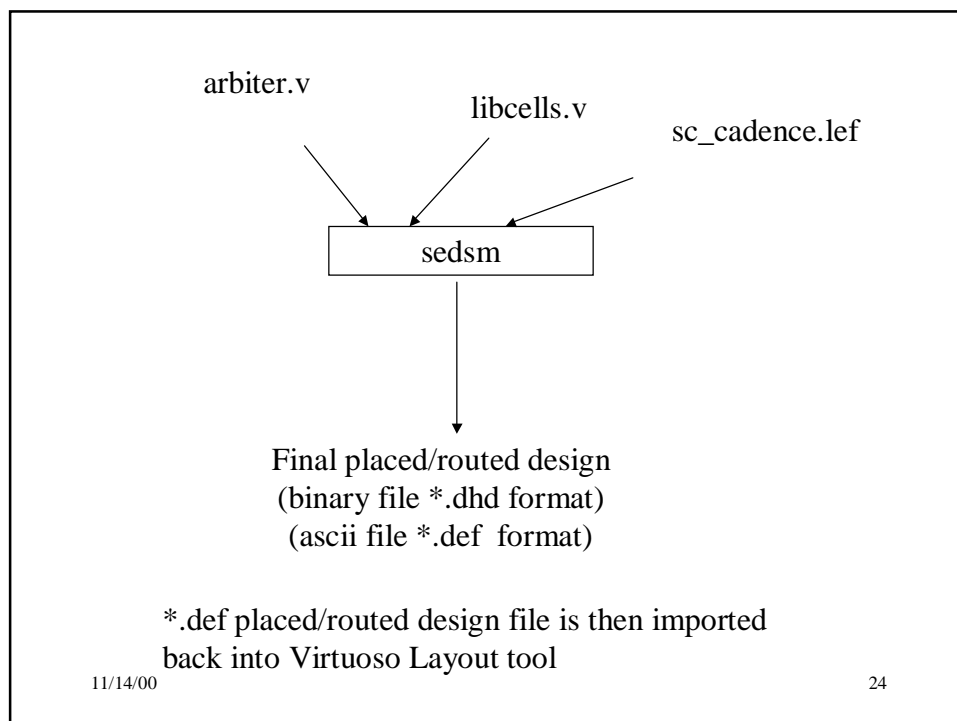 arbiter.v
libcells.v
sc_cadence.lef
sedsm
Final placed/routed design
(binary file *.dhd format)
(ascii file *.def  format)
*.def placed/routed design file is then imported
back into Virtuoso Layout tool
11/14/00
24